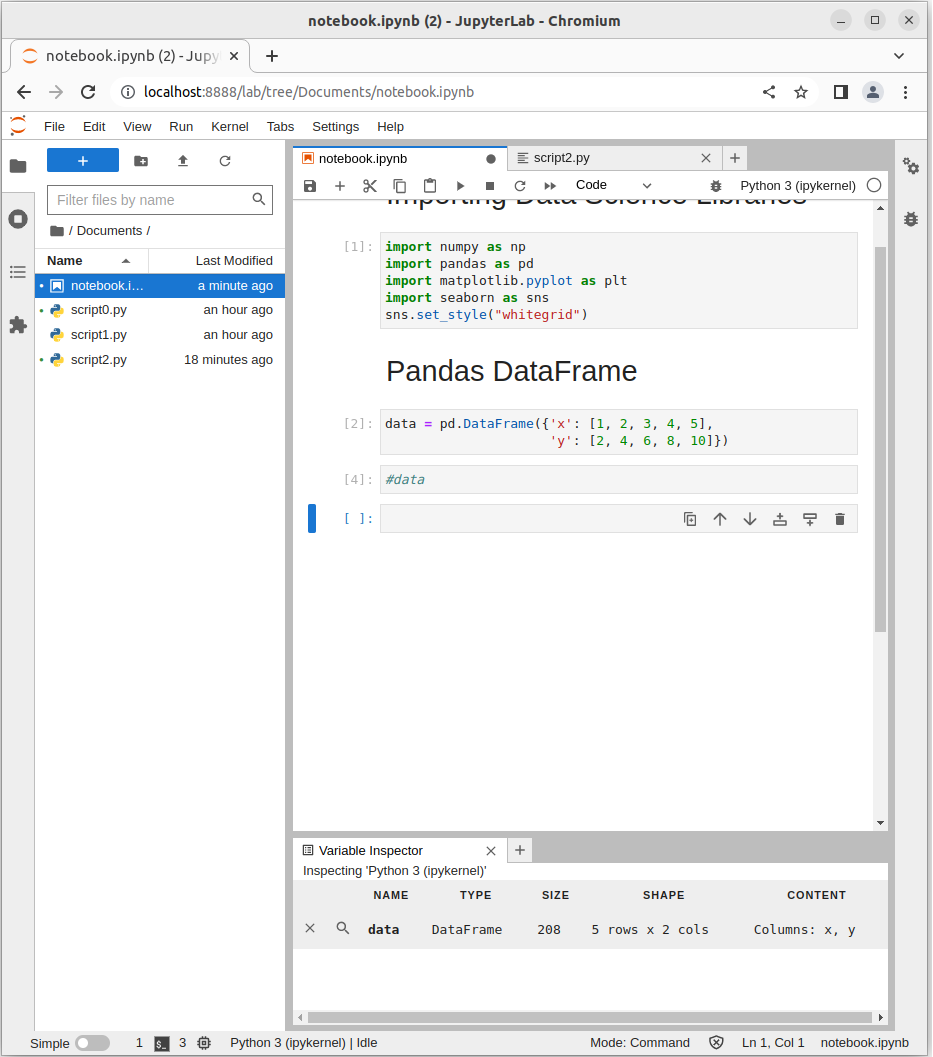 notebook.ipynb (2) - JupyterLab - Chromium
notebook.ipynb (2) - Jupy
localhost:8888/lab/tree/Documents/notebook.ipynb
File Edit View Run Kernel Tabs Settings Help
+
Filter files by name
/ Documents /
Name Last Modified
notebook.i… a minute ago
script0.py an hour ago
script1.py an hour ago
script2.py 18 minutes ago
notebook.ipynb script2.py
Code Python 3 (ipykernel)
Importing Data Science Libraries
[1]: import numpy as np
import pandas as pd
import matplotlib.pyplot as plt
import seaborn as sns
sns.set_style("whitegrid")
Pandas DataFrame
[2]: data = pd.DataFrame({'x': [1, 2, 3, 4, 5],
'y': [2, 4, 6, 8, 10]})
[4]: #data
[ ]:
Variable Inspector
Inspecting 'Python 3 (ipykernel)'
NAME TYPE SIZE SHAPE CONTENT
data DataFrame 208 5 rows x 2 cols Columns: x, y
Simple 1 $_ 3 Python 3 (ipykernel) | Idle Mode: Command Ln 1, Col 1 notebook.ipynb